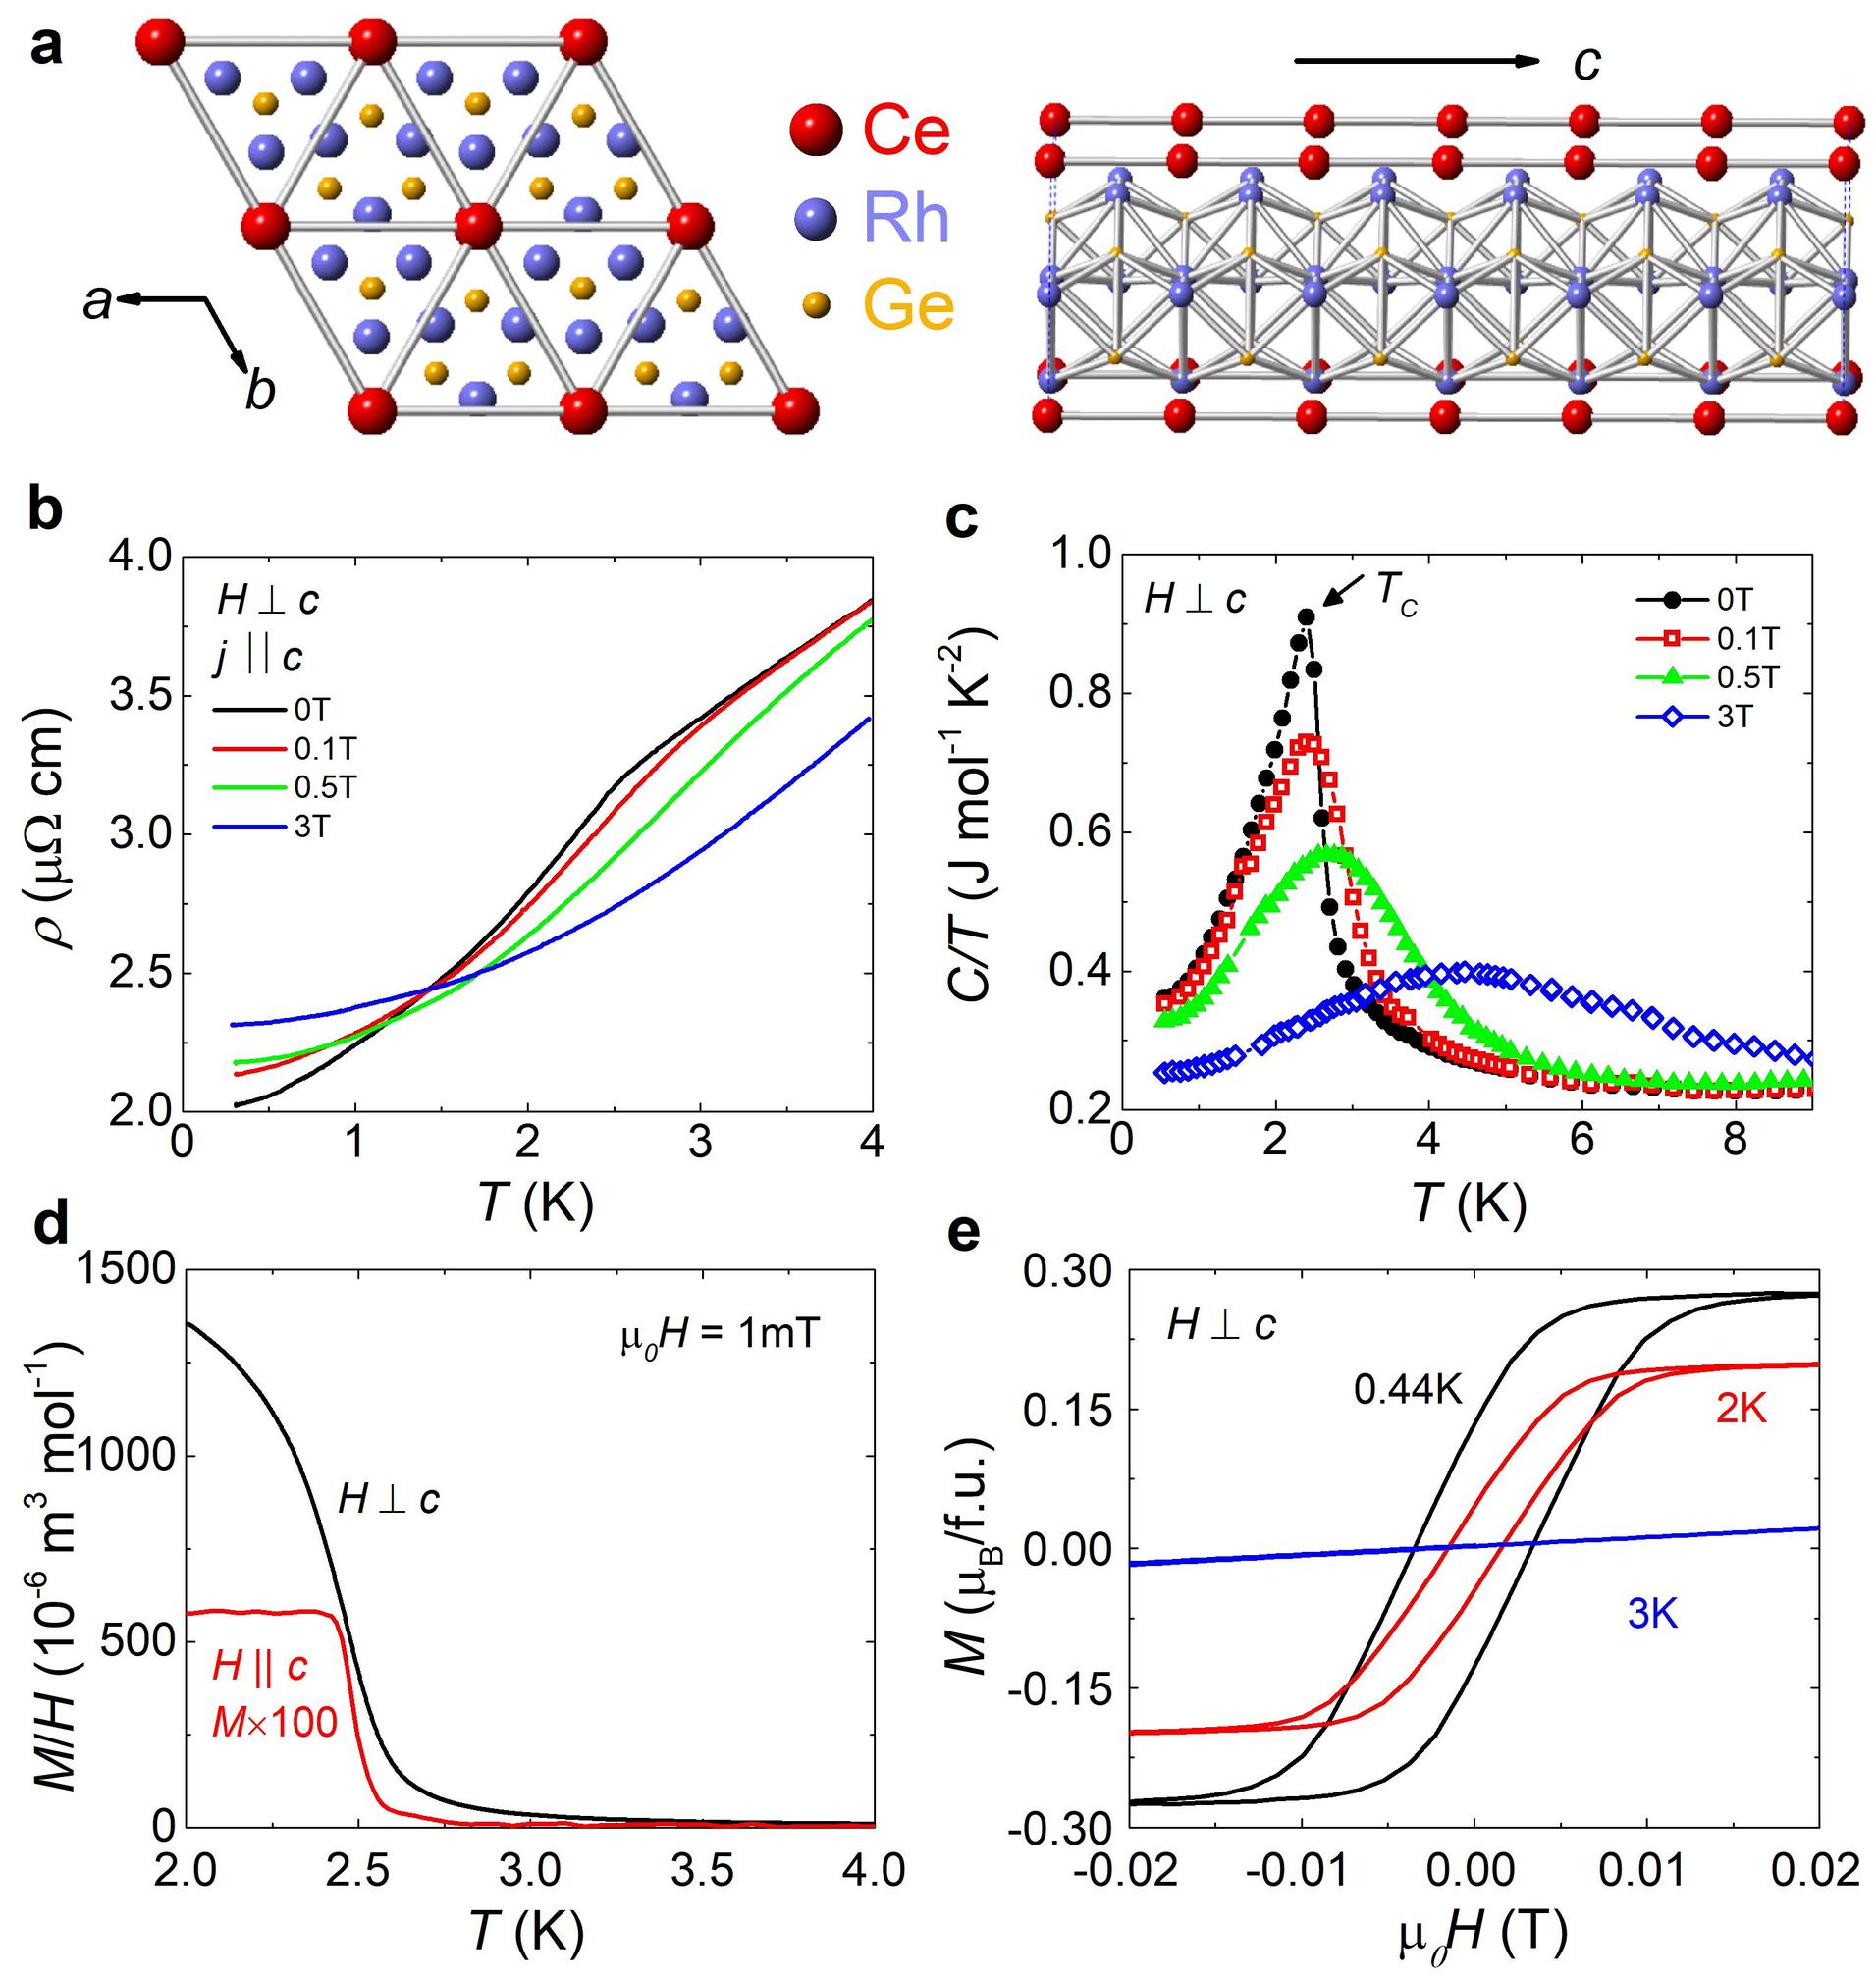 a
Ce
Rh
Ge
a
b
c
b
H ⊥ c
j || c
0T
0.1T
0.5T
3T
4.0
3.5
3.0
2.5
2.0
0 1 2 3 4
ρ (μΩ cm)
T (K)
c
H ⊥ c
T_C
0T
0.1T
0.5T
3T
1.0
0.8
0.6
0.4
0.2
0 2 4 6 8
C/T (J mol⁻¹ K⁻²)
T (K)
d
μ₀H = 1mT
H ⊥ c
H || c
M×100
1500
1000
500
0
2.0 2.5 3.0 3.5 4.0
M/H (10⁻⁶ m³ mol⁻¹)
T (K)
e
H ⊥ c
0.44K
2K
3K
0.30
0.15
0.00
-0.15
-0.30
-0.02 -0.01 0.00 0.01 0.02
M (μ_B/f.u.)
μ₀H (T)